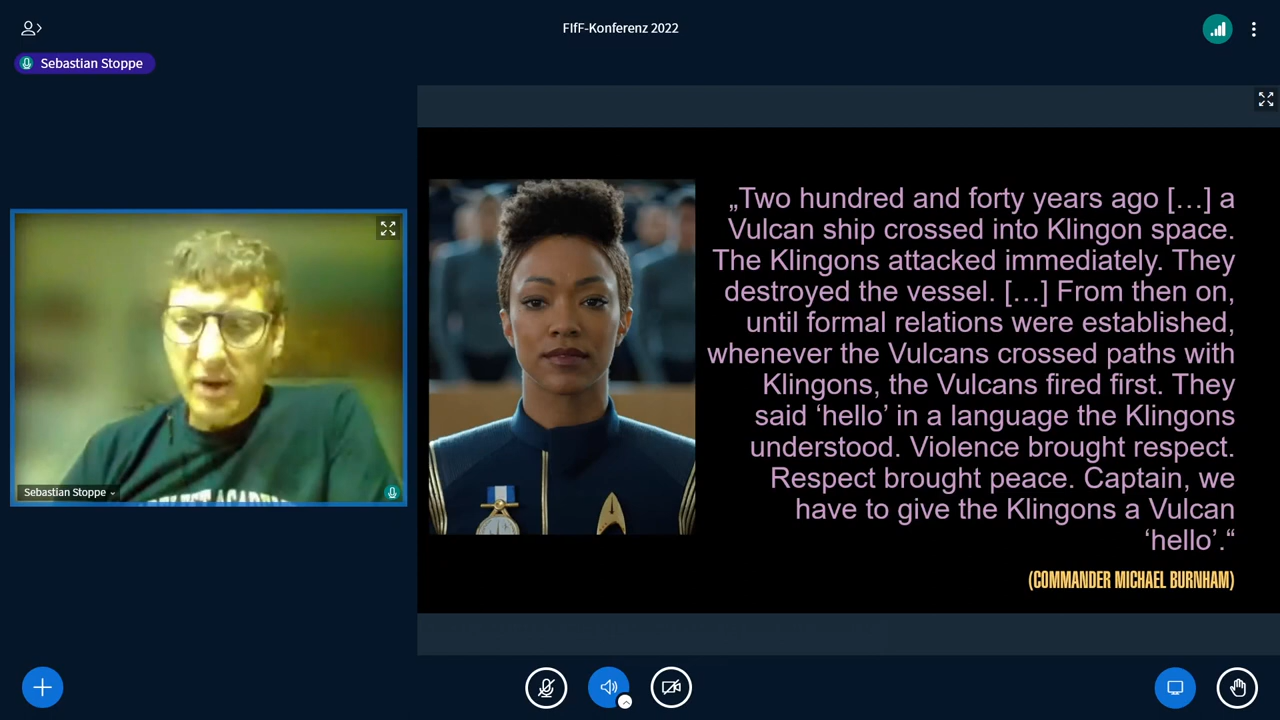 FIfF-Konferenz 2022
Sebastian Stoppe
„Two hundred and forty years ago […] a
Vulcan ship crossed into Klingon space.
The Klingons attacked immediately. They
destroyed the vessel. […] From then on,
until formal relations were established,
whenever the Vulcans crossed paths with
Klingons, the Vulcans fired first. They
said ‘hello’ in a language the Klingons
understood. Violence brought respect.
Respect brought peace. Captain, we
have to give the Klingons a Vulcan
‘hello’.“
(COMMANDER MICHAEL BURNHAM)
Sebastian Stoppe